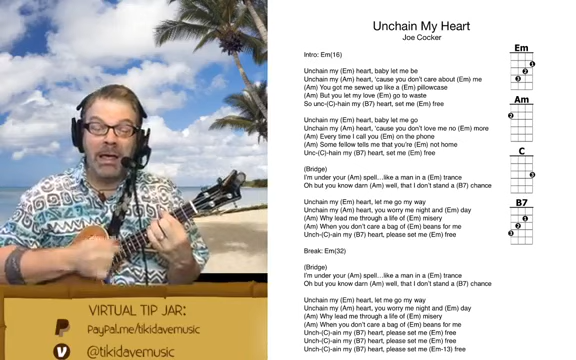 Unchain My Heart
Joe Cocker
Intro: Em(16)
Unchain my (Em) heart, baby let me be
Unchain my (Am) heart, 'cause you don't care about (Em) me
(Am) You got me sewed up like a (Em) pillowcase
(Am) But you let my love (Em) go to waste
So unc-(C)-hain my (B7) heart, set me (Em) free
Unchain my (Em) heart, baby let me go
Unchain my (Am) heart, 'cause you don't love me no (Em) more
(Am) Every time I call you (Em) on the phone
(Am) Some fellow tells me that you're (Em) not home
Unc-(C)-hain my (B7) heart, set me (Em) free
(Bridge)
I'm under your (Am) spell…like a man in a (Em) trance
Oh but you know darn (Am) well, that I don't stand a (B7) chance
Unchain my (Em) heart, let me go my way
Unchain my (Am) heart, you worry me night and (Em) day
(Am) Why lead me through a life of (Em) misery
(Am) When you don't care a bag of (Em) beans for me
Unch-(C)-ain my (B7) heart, please set me (Em) free
Break: Em(32)
(Bridge)
I'm under your (Am) spell…like a man in a (Em) trance
Oh but you know darn (Am) well, that I don't stand a (B7) chance
Unchain my (Em) heart, let me go my way
Unchain my (Am) heart, you worry me night and (Em) day
(Am) Why lead me through a life of (Em) misery
(Am) When you don't care a bag of (Em) beans for me
Unch-(C)-ain my (B7) heart, please set me (Em) free
Unch-(C)-ain my (B7) heart, please set me (Em) free
Unch-(C)-ain my (B7) heart, please set me (Em-13) free
Em
1
2
3
Am
2
C
3
B7
1
2
3
VIRTUAL TIP JAR:
PayPal.me/tikidavemusic
@tikidavemusic